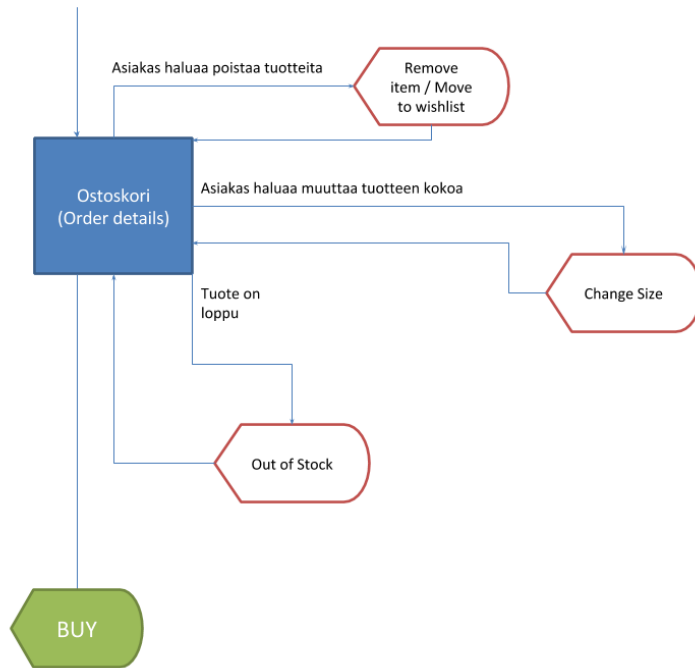 Asiakas haluaa poistaa tuotteita
Remove
item / Move
to wishlist
Ostoskori
(Order details)
Asiakas haluaa muuttaa tuotteen kokoa
Change Size
Tuote on
loppu
Out of Stock
BUY